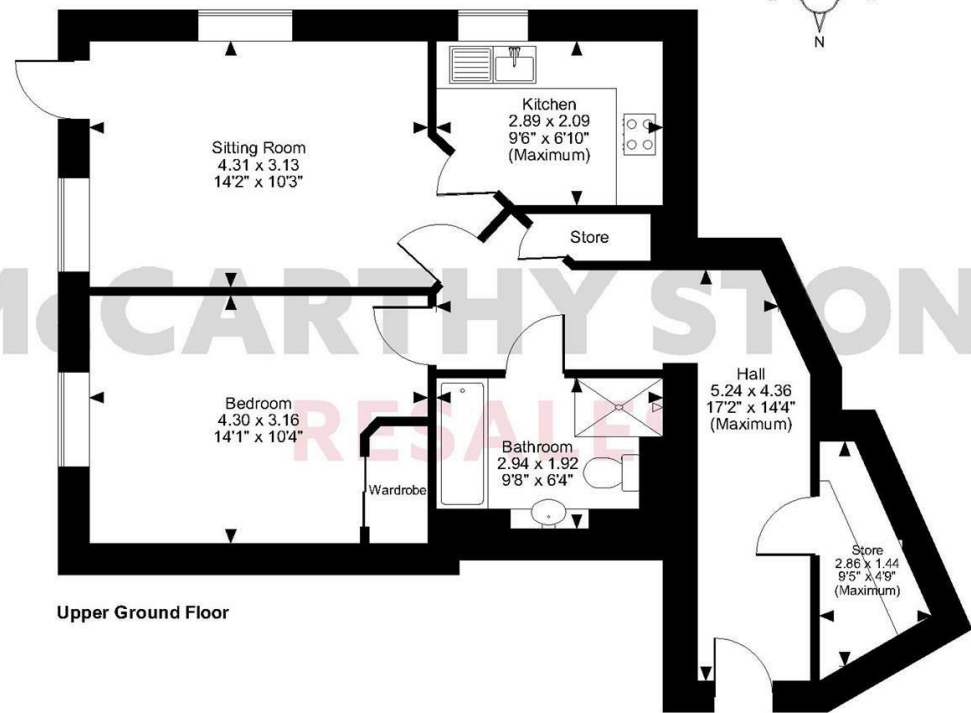 N
Kitchen
2.89 x 2.09
9'6" x 6'10"
(Maximum)
Sitting Room
4.31 x 3.13
14'2" x 10'3"
Store
McCARTHY STON
RESALES
Hall
5.24 x 4.36
17'2" x 14'4"
(Maximum)
Bedroom
4.30 x 3.16
14'1" x 10'4"
Wardrobe
Bathroom
2.94 x 1.92
9'8" x 6'4"
Store
2.86 x 1.44
9'5" x 4'9"
(Maximum)
Upper Ground Floor